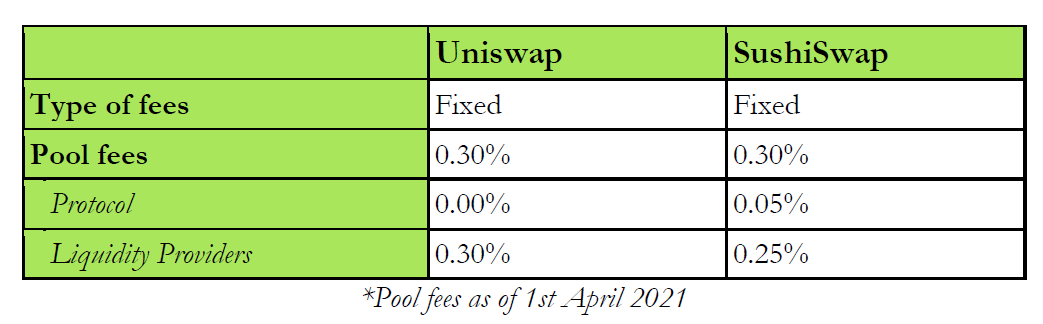 Uniswap SushiSwap
Type of fees Fixed Fixed
Pool fees 0.30% 0.30%
Protocol 0.00% 0.05%
Liquidity Providers 0.30% 0.25%
*Pool fees as of 1st April 2021